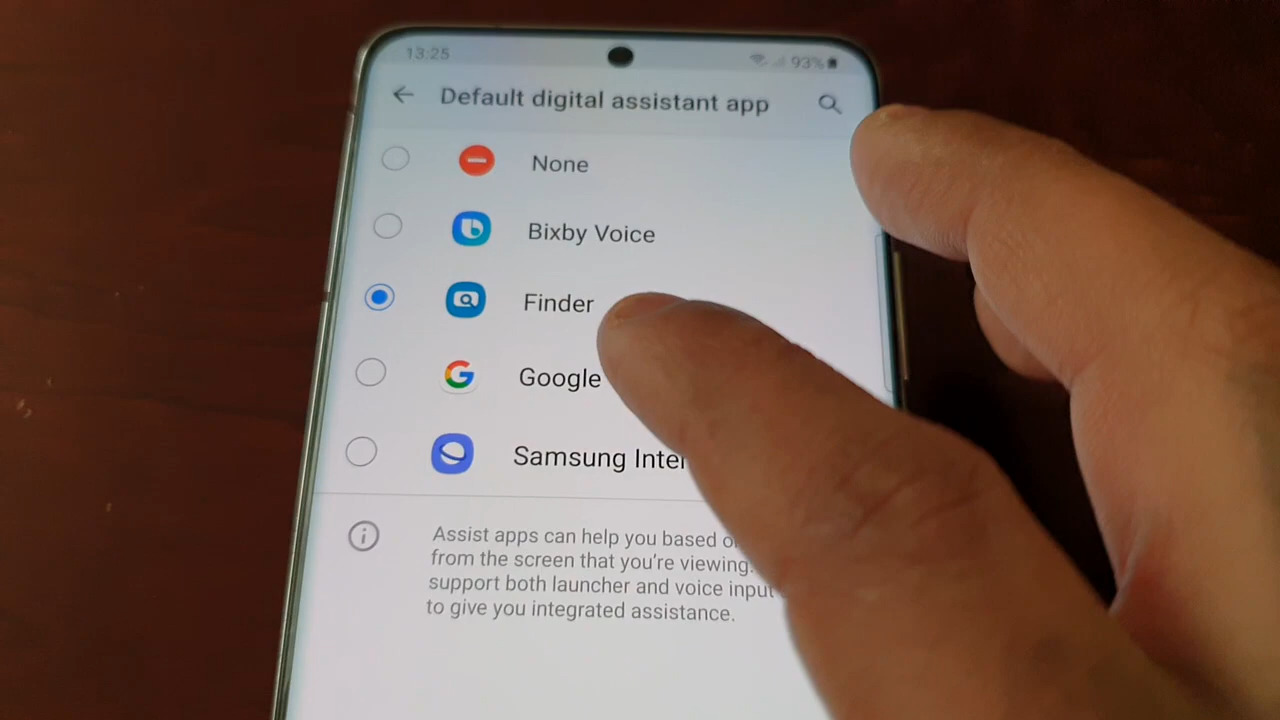 13:25
93%
Default digital assistant app
None
Bixby Voice
Finder
Google
Samsung
Assist apps can help you based
from the screen that you're viewing.
support both launcher and voice input
to give you integrated assistance.